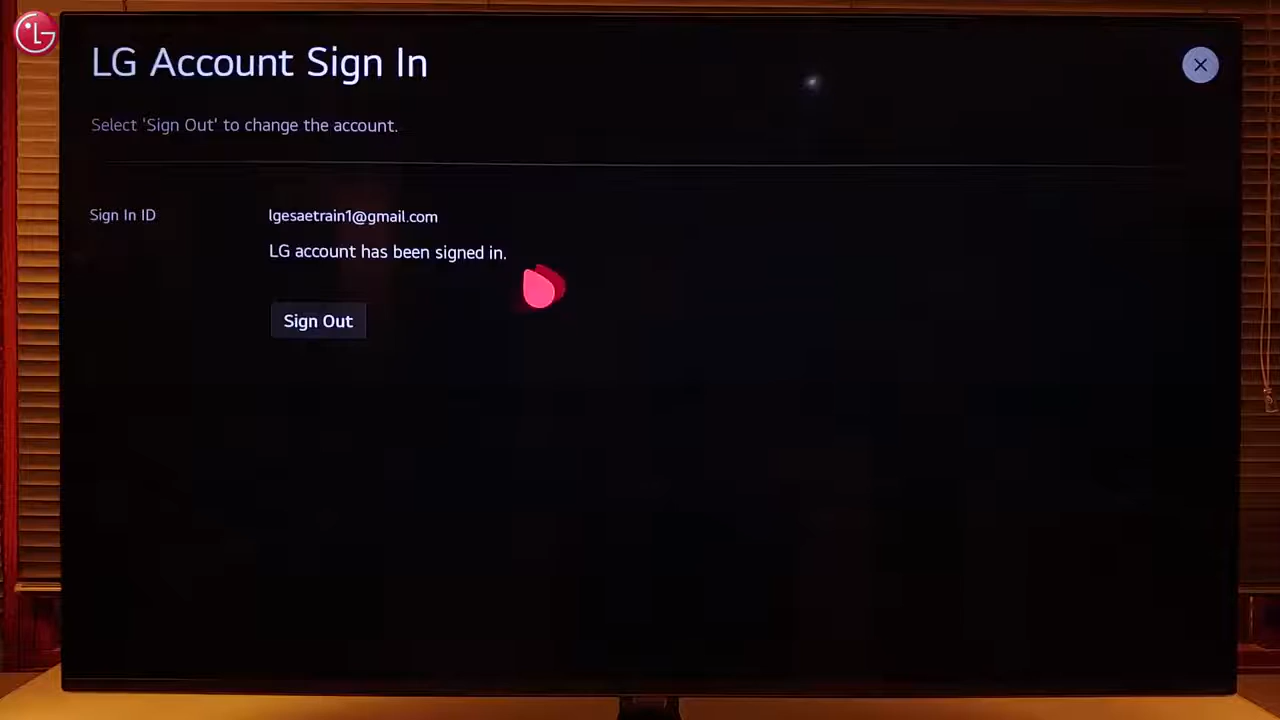 LG
LG Account Sign In
Select 'Sign Out' to change the account.
Sign In ID
lgesaetrain1@gmail.com
LG account has been signed in.
Sign Out